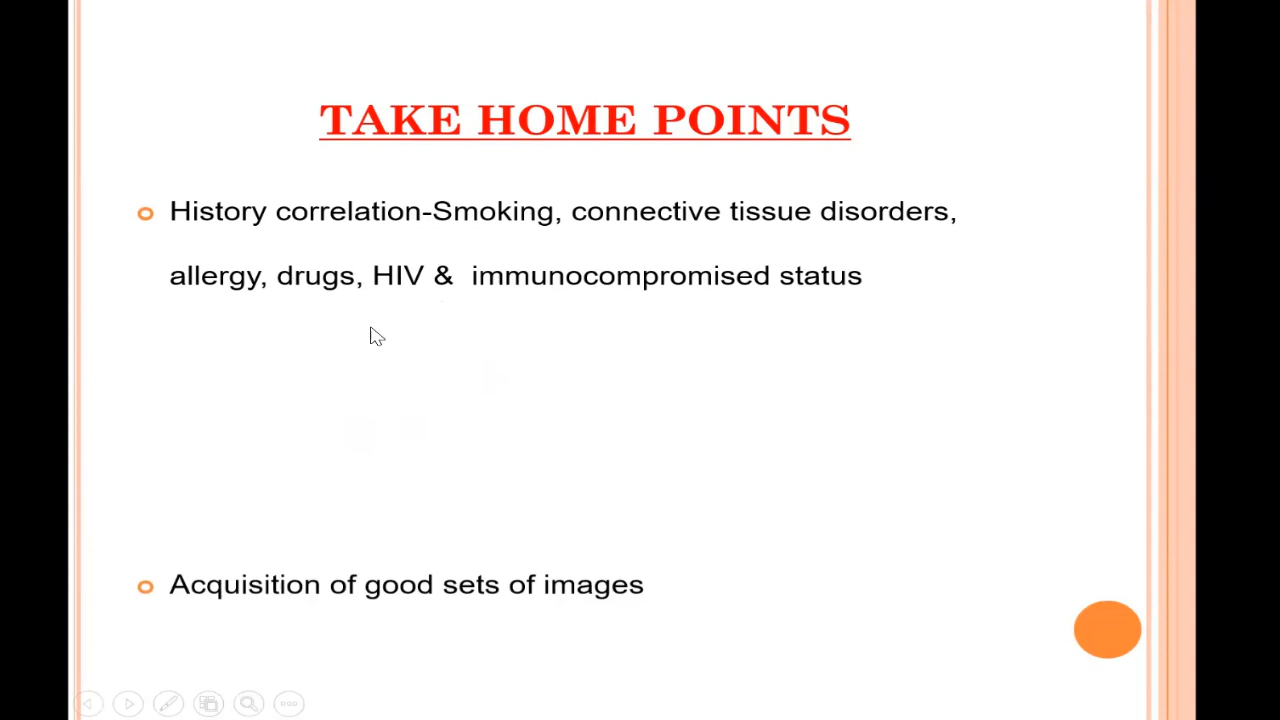 TAKE HOME POINTS
History correlation-Smoking, connective tissue disorders,
allergy, drugs, HIV & immunocompromised status
Acquisition of good sets of images